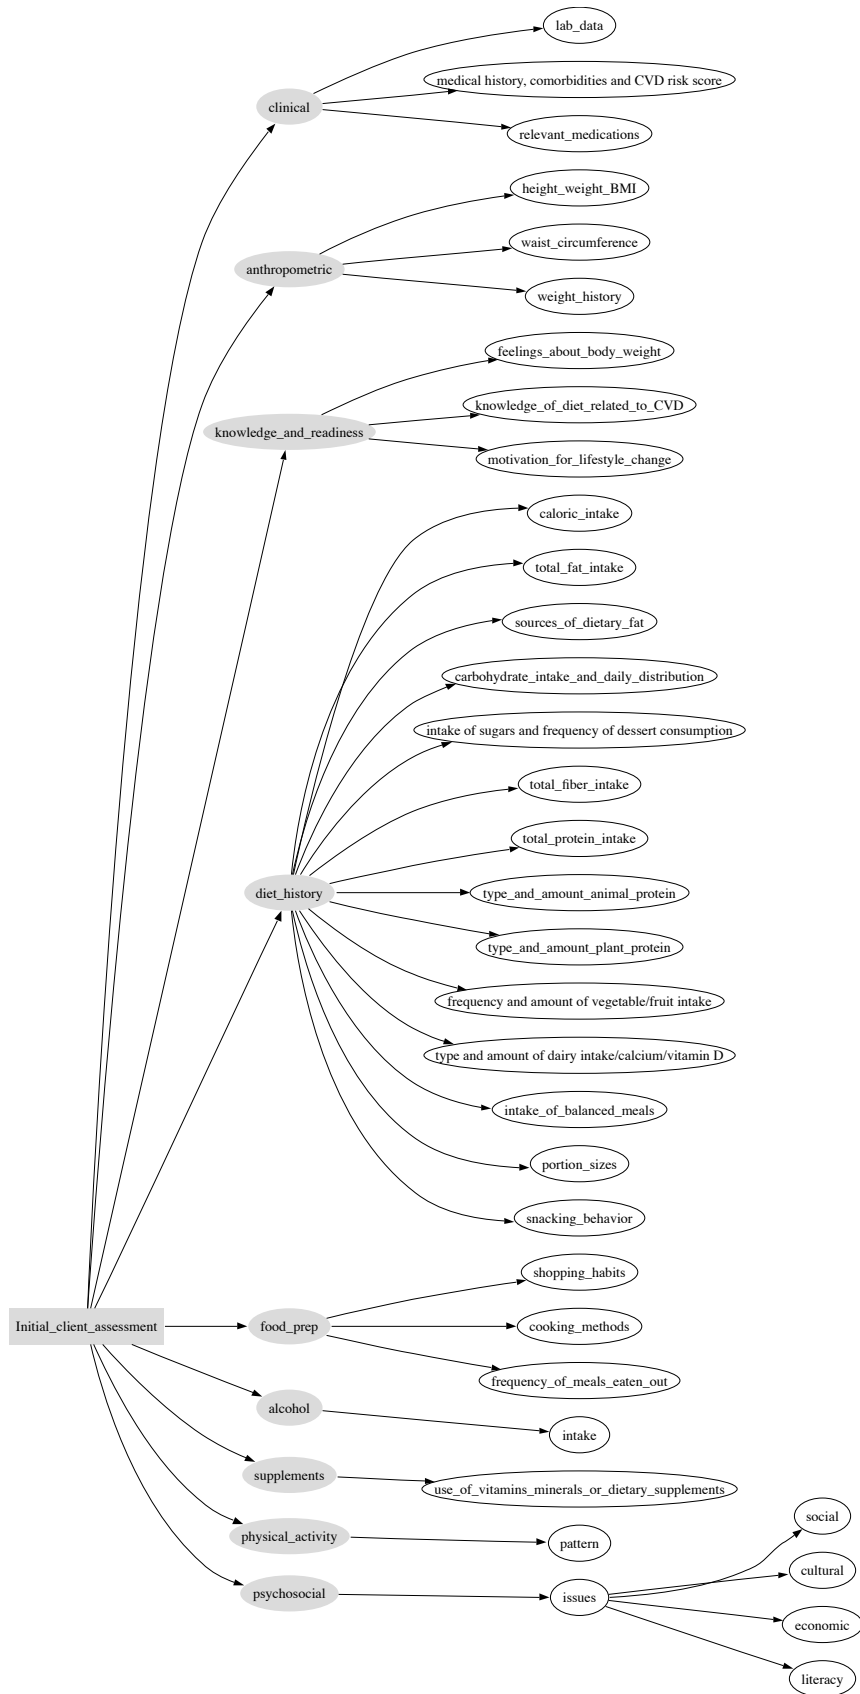 lab_data
medical history, comorbidities and CVD risk score
clinical
relevant_medications
height_weight_BMI
waist_circumference
anthropometric
weight_history
feelings_about_body_weight
knowledge_of_diet_related_to_CVD
knowledge_and_readiness
motivation_for_lifestyle_change
caloric_intake
total_fat_intake
sources_of_dietary_fat
carbohydrate_intake_and_daily_distribution
intake of sugars and frequency of dessert consumption
total_fiber_intake
total_protein_intake
diet_history
type_and_amount_animal_protein
type_and_amount_plant_protein
frequency and amount of vegetable/fruit intake
type and amount of dairy intake/calcium/vitamin D
intake_of_balanced_meals
portion_sizes
snacking_behavior
shopping_habits
Initial_client_assessment
food_prep
cooking_methods
frequency_of_meals_eaten_out
alcohol
intake
supplements
use_of_vitamins_minerals_or_dietary_supplements
social
physical_activity
pattern
cultural
psychosocial
issues
economic
literacy